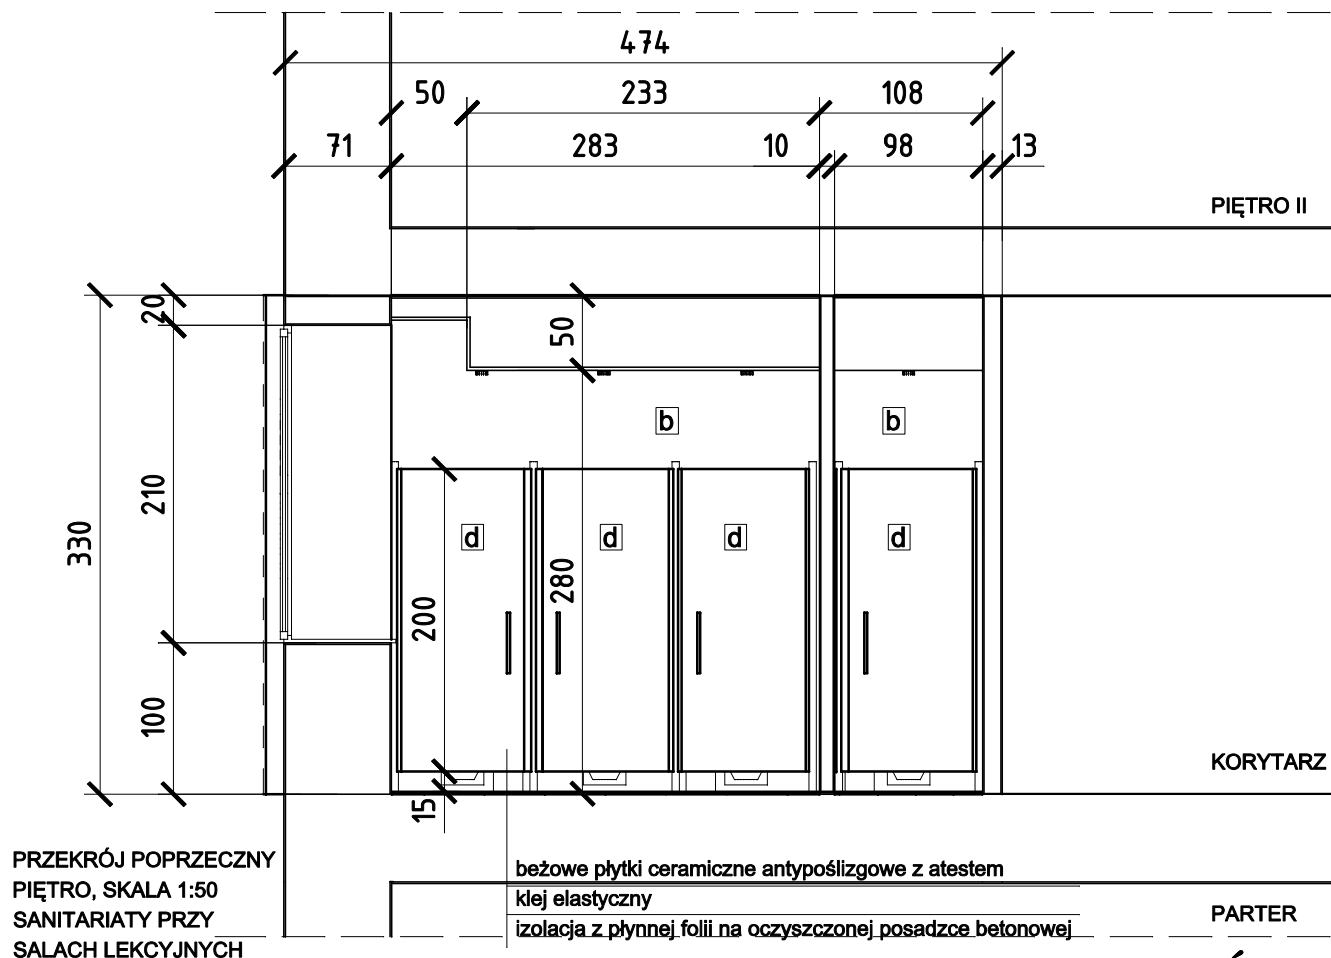 474
50
233
108
71
283
10
98
13
PIĘTRO II
20
50
b
b
210
330
d
d
d
d
280
200
100
KORYTARZ
15
PRZEKRÓJ POPRZECZNY
PIĘTRO, SKALA 1:50
SANITARIATY PRZY
SALACH LEKCYJNYCH
beżowe płytki ceramiczne antypoślizgowe z atestem
klej elastyczny
izolacja z płynnej folii na oczyszczonej posadzce betonowej
PARTER